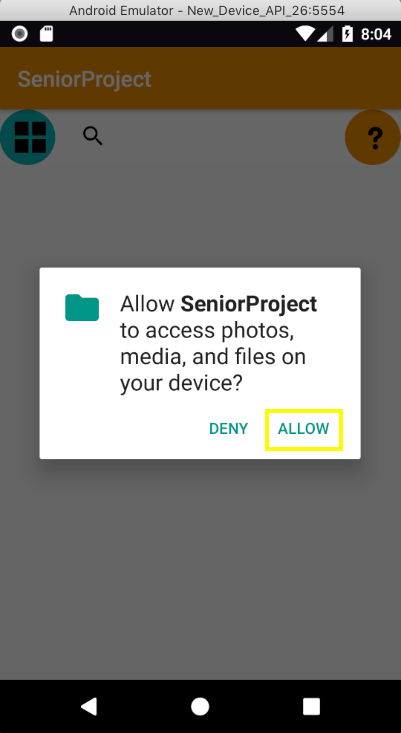 Android Emulator - New_Device_API_26:5554
8:04
SeniorProject
?
Allow SeniorProject
to access photos,
media, and files on
your device?
DENY ALLOW